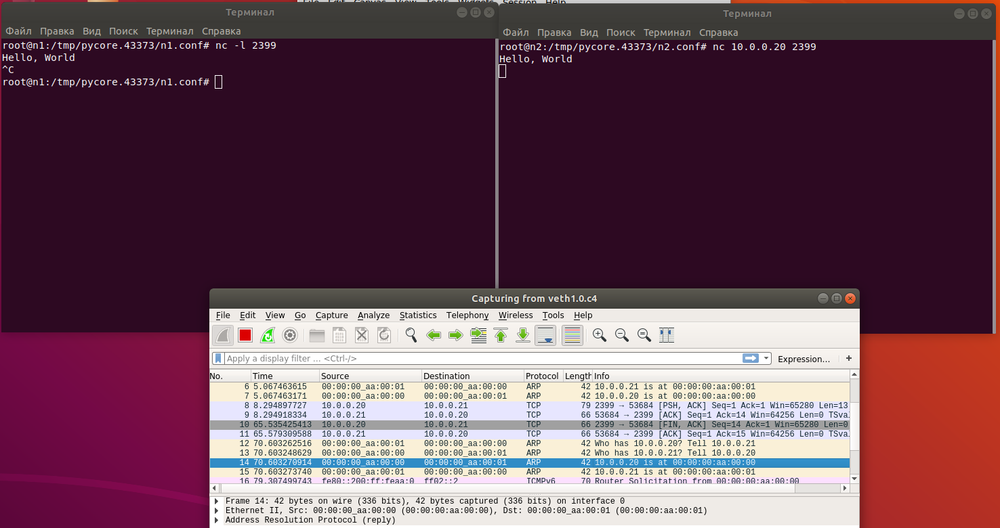 File Edit Canvas View Tools Widgets Session Help
Терминал
Файл Правка Вид Поиск Терминал Справка
root@n1:/tmp/pycore.43373/n1.conf# nc -l 2399
Hello, World
^C
root@n1:/tmp/pycore.43373/n1.conf#
Терминал
Файл Правка Вид Поиск Терминал Справка
root@n2:/tmp/pycore.43373/n2.conf# nc 10.0.0.20 2399
Hello, World
Capturing from veth1.0.c4
File Edit View Go Capture Analyze Statistics Telephony Wireless Tools Help
Apply a display filter ... <Ctrl-/> Expression... +
No. Time Source Destination Protocol Length Info
6 5.067463615 00:00:00_aa:00:01 00:00:00_aa:00:00 ARP 42 10.0.0.21 is at 00:00:00:aa:00:01
7 5.067463171 00:00:00_aa:00:00 00:00:00_aa:00:01 ARP 42 10.0.0.20 is at 00:00:00:aa:00:00
8 8.294897727 10.0.0.20 10.0.0.21 TCP 79 2399 → 53684 [PSH, ACK] Seq=1 Ack=1 Win=65280 Len=13
9 8.294918334 10.0.0.21 10.0.0.20 TCP 66 53684 → 2399 [ACK] Seq=1 Ack=14 Win=64256 Len=0 TSva
10 65.535425413 10.0.0.20 10.0.0.21 TCP 66 2399 → 53684 [FIN, ACK] Seq=14 Ack=1 Win=65280 Len=0
11 65.579309588 10.0.0.21 10.0.0.20 TCP 66 53684 → 2399 [ACK] Seq=1 Ack=15 Win=64256 Len=0 TSva
12 70.603262516 00:00:00_aa:00:01 00:00:00_aa:00:00 ARP 42 Who has 10.0.0.20? Tell 10.0.0.21
13 70.603248629 00:00:00_aa:00:00 00:00:00_aa:00:01 ARP 42 Who has 10.0.0.21? Tell 10.0.0.20
14 70.603270914 00:00:00_aa:00:00 00:00:00_aa:00:01 ARP 42 10.0.0.20 is at 00:00:00:aa:00:00
15 70.603273740 00:00:00_aa:00:01 00:00:00_aa:00:00 ARP 42 10.0.0.21 is at 00:00:00:aa:00:01
16 79.307499743 fe80::200:ff:feaa:0 ff02::2 ICMPv6 70 Router Solicitation from 00:00:00:aa:00:00
Frame 14: 42 bytes on wire (336 bits), 42 bytes captured (336 bits) on interface 0
Ethernet II, Src: 00:00:00_aa:00:00 (00:00:00:aa:00:00), Dst: 00:00:00_aa:00:01 (00:00:00:aa:00:01)
Address Resolution Protocol (reply)